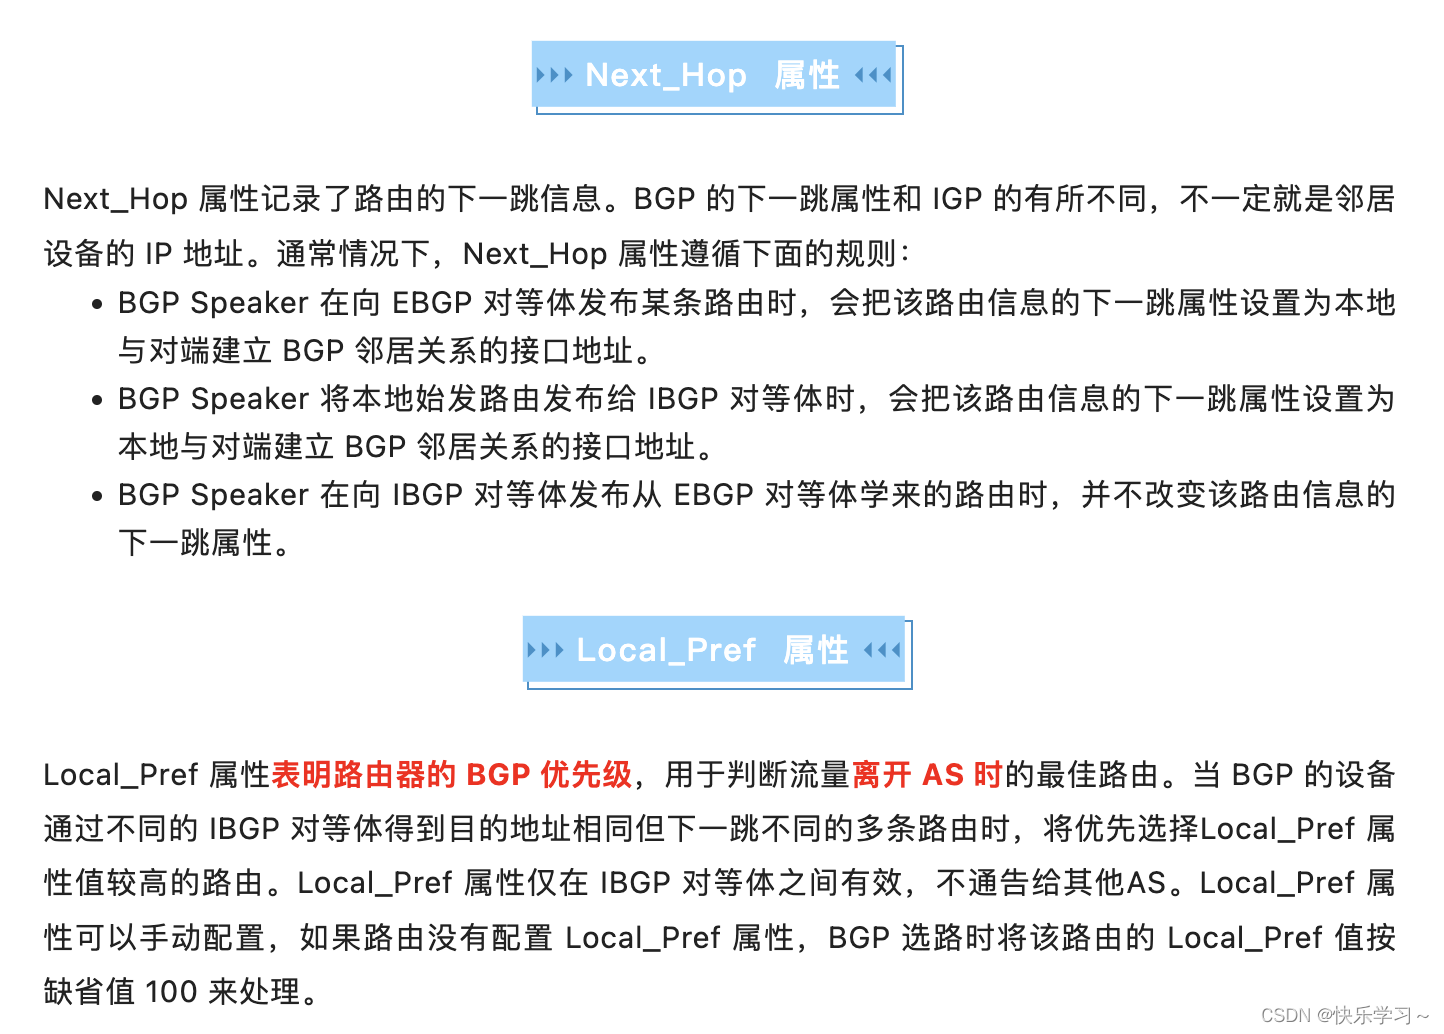 Next_Hop 属性
Next_Hop 属性记录了路由的下一跳信息。BGP 的下一跳属性和 IGP 的有所不同，不一定就是邻居
设备的 IP 地址。通常情况下，Next_Hop 属性遵循下面的规则：
• BGP Speaker 在向 EBGP 对等体发布某条路由时，会把该路由信息的下一跳属性设置为本地
与对端建立 BGP 邻居关系的接口地址。
• BGP Speaker 将本地始发路由发布给 IBGP 对等体时，会把该路由信息的下一跳属性设置为
本地与对端建立 BGP 邻居关系的接口地址。
• BGP Speaker 在向 IBGP 对等体发布从 EBGP 对等体学来的路由时，并不改变该路由信息的
下一跳属性。
Local_Pref 属性
Local_Pref 属性表明路由器的 BGP 优先级，用于判断流量离开 AS 时的最佳路由。当 BGP 的设备
通过不同的 IBGP 对等体得到目的地址相同但下一跳不同的多条路由时，将优先选择Local_Pref 属
性值较高的路由。Local_Pref 属性仅在 IBGP 对等体之间有效，不通告给其他AS。Local_Pref 属
性可以手动配置，如果路由没有配置 Local_Pref 属性，BGP 选路时将该路由的 Local_Pref 值按
缺省值 100 来处理。
CSDN @快乐学习～